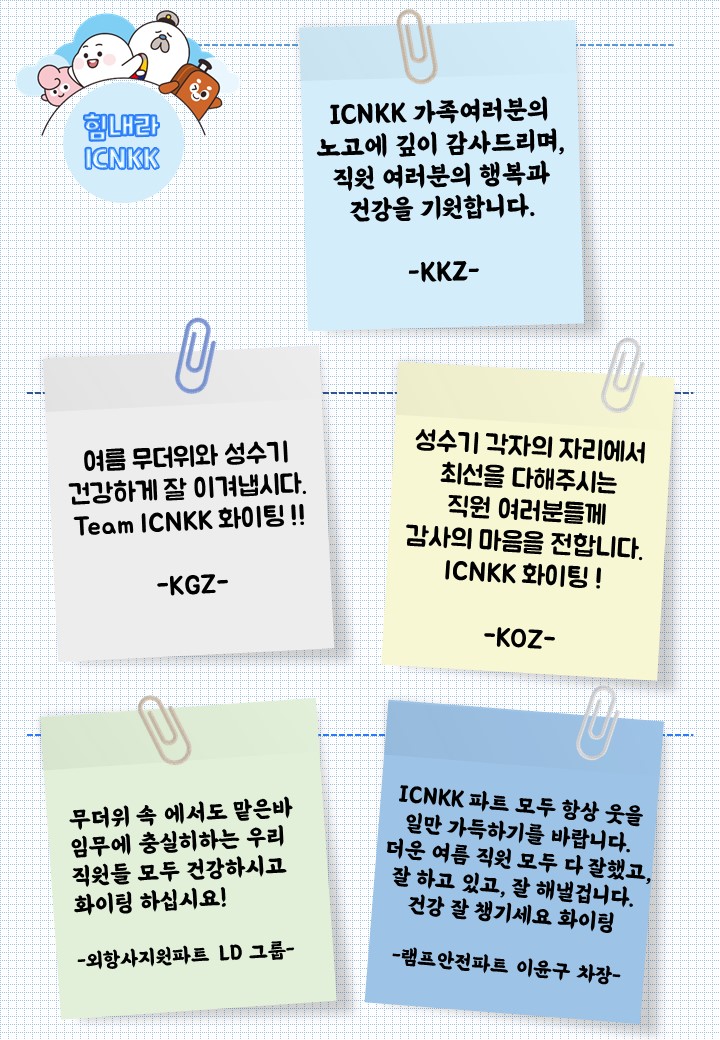 힘내라
ICNKK
ICNKK 가족여러분의
노고에 깊이 감사드리며,
직원 여러분의 행복과
건강을 기원합니다.
-KKZ-
여름 무더위와 성수기
건강하게 잘 이겨냅시다.
Team ICNKK 화이팅 !!
-KGZ-
성수기 각자의 자리에서
최선을 다해주시는
직원 여러분들께
감사의 마음을 전합니다.
ICNKK 화이팅 !
-KOZ-
무더위 속 에서도 맡은바
임무에 충실히하는 우리
직원들 모두 건강하시고
화이팅 하십시요!
-외항사지원파트 LD 그룹-
ICNKK 파트 모두 항상 웃을
일만 가득하기를 바랍니다.
더운 여름 직원 모두 다 잘했고,
잘 하고 있고, 잘 해낼겁니다.
건강 잘 챙기세요 화이팅
-램프안전파트 이윤구 차장-